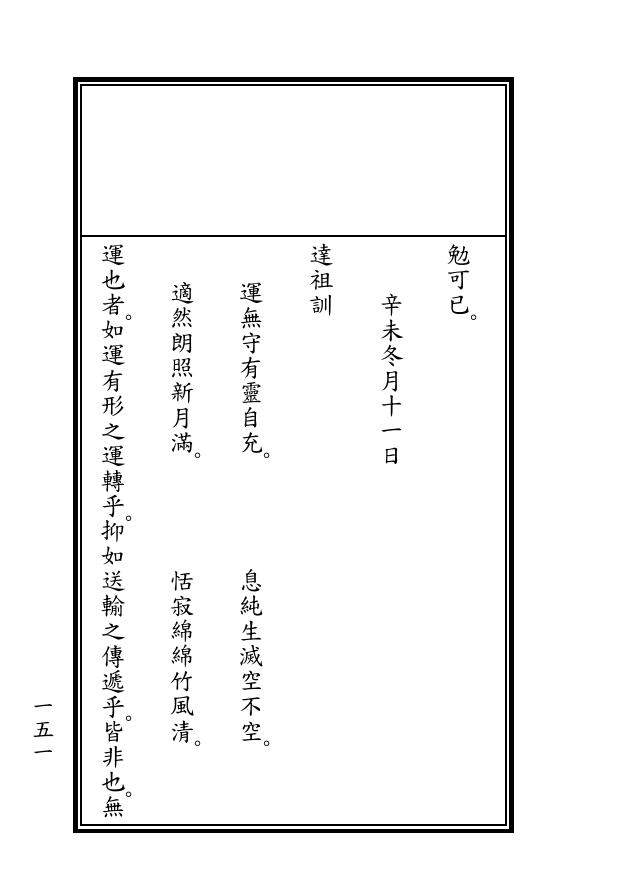 勉可已。
辛未冬月十一日
達祖訓
運無守有靈自充。　息純生滅空不空。
適然朗照新月滿。　恬寂綿綿竹風清。
運也者。如運有形之運轉乎。抑如送輸之傳遞乎。皆非也。無
一五一